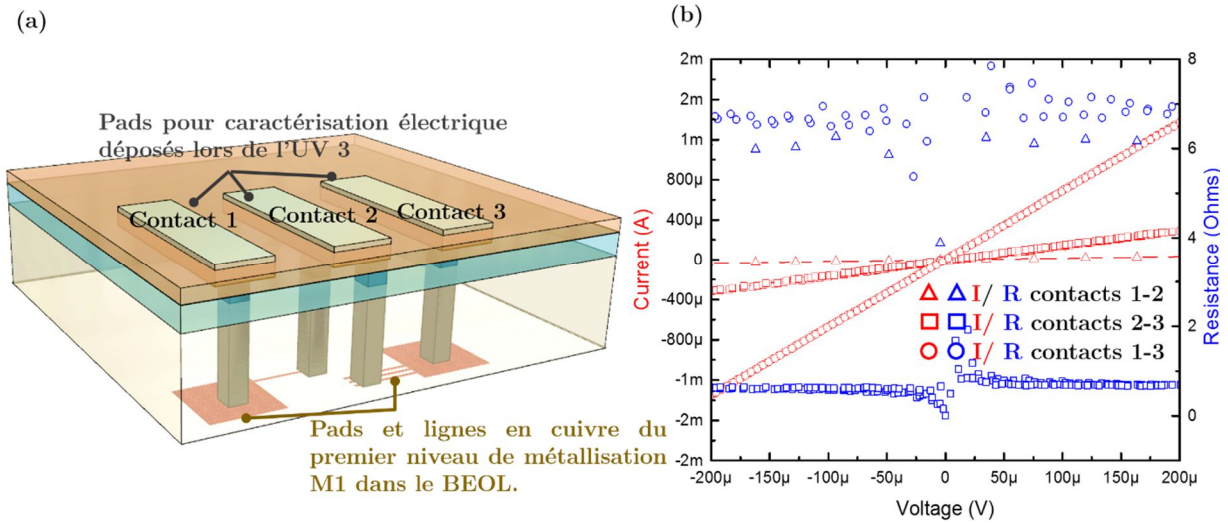 (a)
Pads pour caractérisation électrique
déposés lors de l'UV 3
Contact 1
Contact 2
Contact 3
Pads et lignes en cuivre du
premier niveau de métallisation
M1 dans le BEOL.
(b)
Current (A)
2m
2m
1m
800µ
400µ
0
-400µ
-800µ
-1m
-2m
-2m
-200µ -150µ -100µ -50µ 0 50µ 100µ 150µ 200µ
Voltage (V)
8
6
4
2
0
Resistance (Ohms)
I/ R contacts 1-2
I/ R contacts 2-3
I/ R contacts 1-3